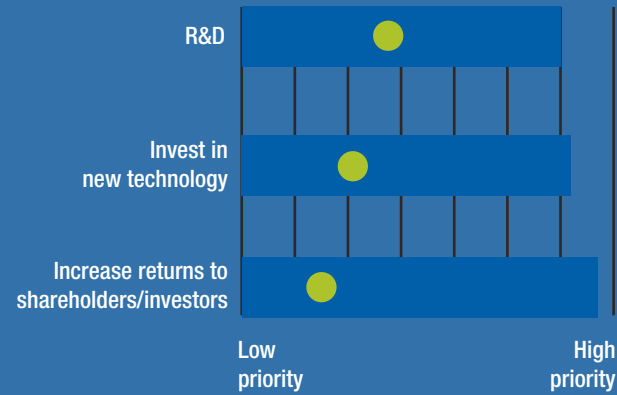 R&D
Invest in
new technology
Increase returns to
shareholders/investors
Low
priority
High
priority